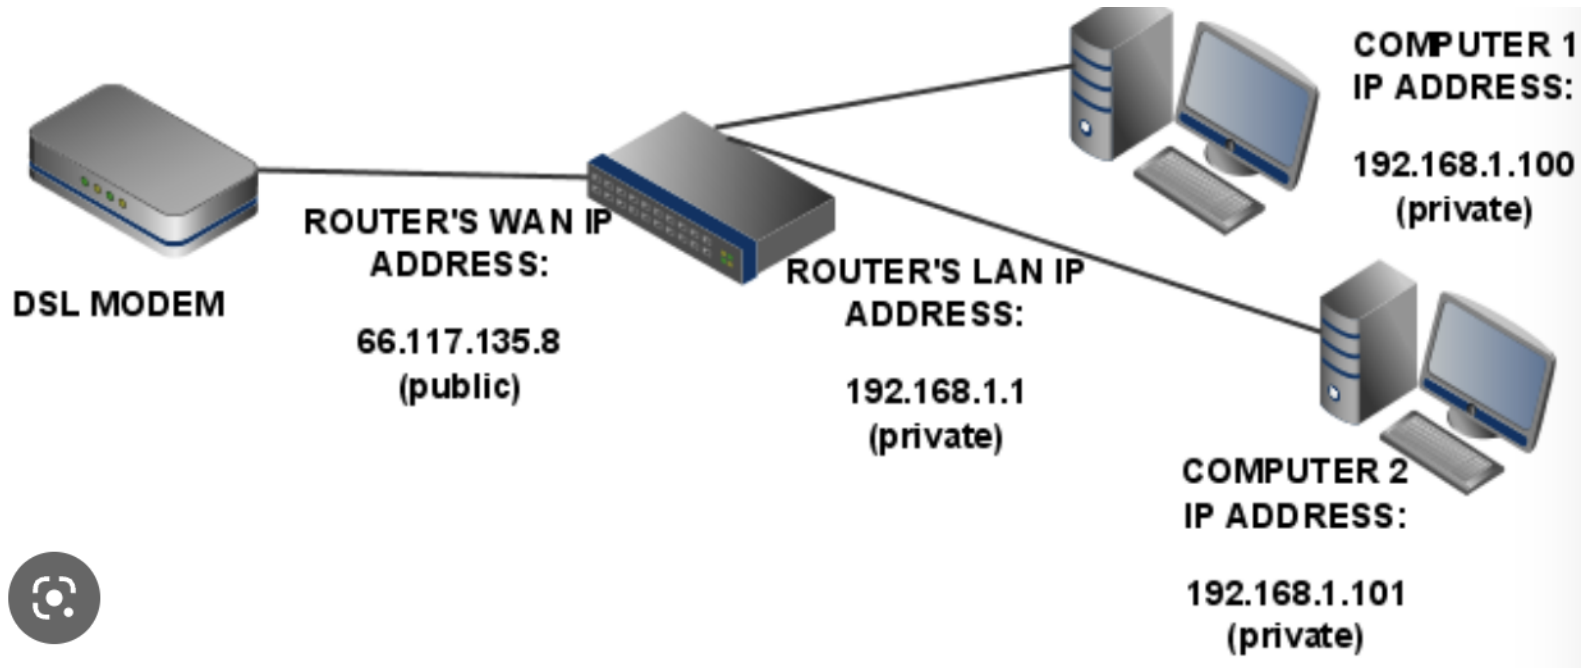 DSL MODEM
ROUTER'S WAN IP
ADDRESS:
66.117.135.8
(public)
ROUTER'S LAN IP
ADDRESS:
192.168.1.1
(private)
COMPUTER 1
IP ADDRESS:
192.168.1.100
(private)
COMPUTER 2
IP ADDRESS:
192.168.1.101
(private)